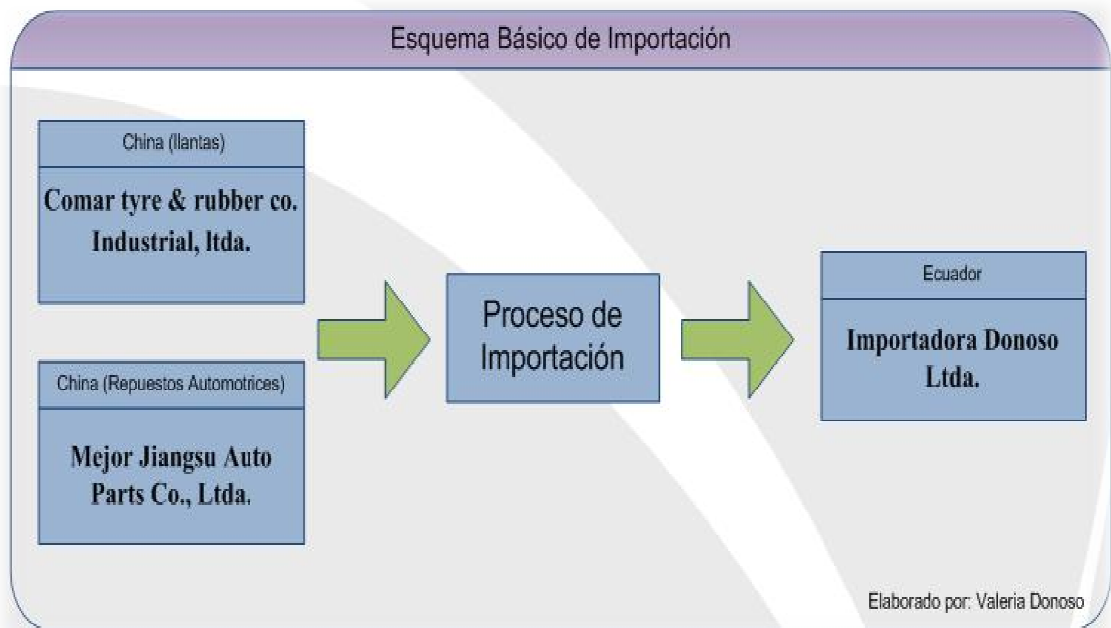 Esquema Básico de Importación
China (llantas)
Comar tyre & rubber co.
Industrial, ltda.
China (Repuestos Automotrices)
Mejor Jiangsu Auto
Parts Co., Ltda.
Proceso de
Importación
Ecuador
Importadora Donoso
Ltda.
Elaborado por: Valeria Donoso